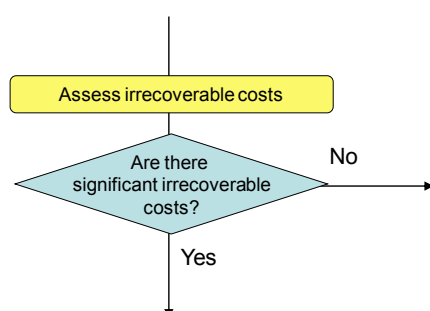 Assess irrecoverable costs
Are there
significant irrecoverable
costs?
No
Yes